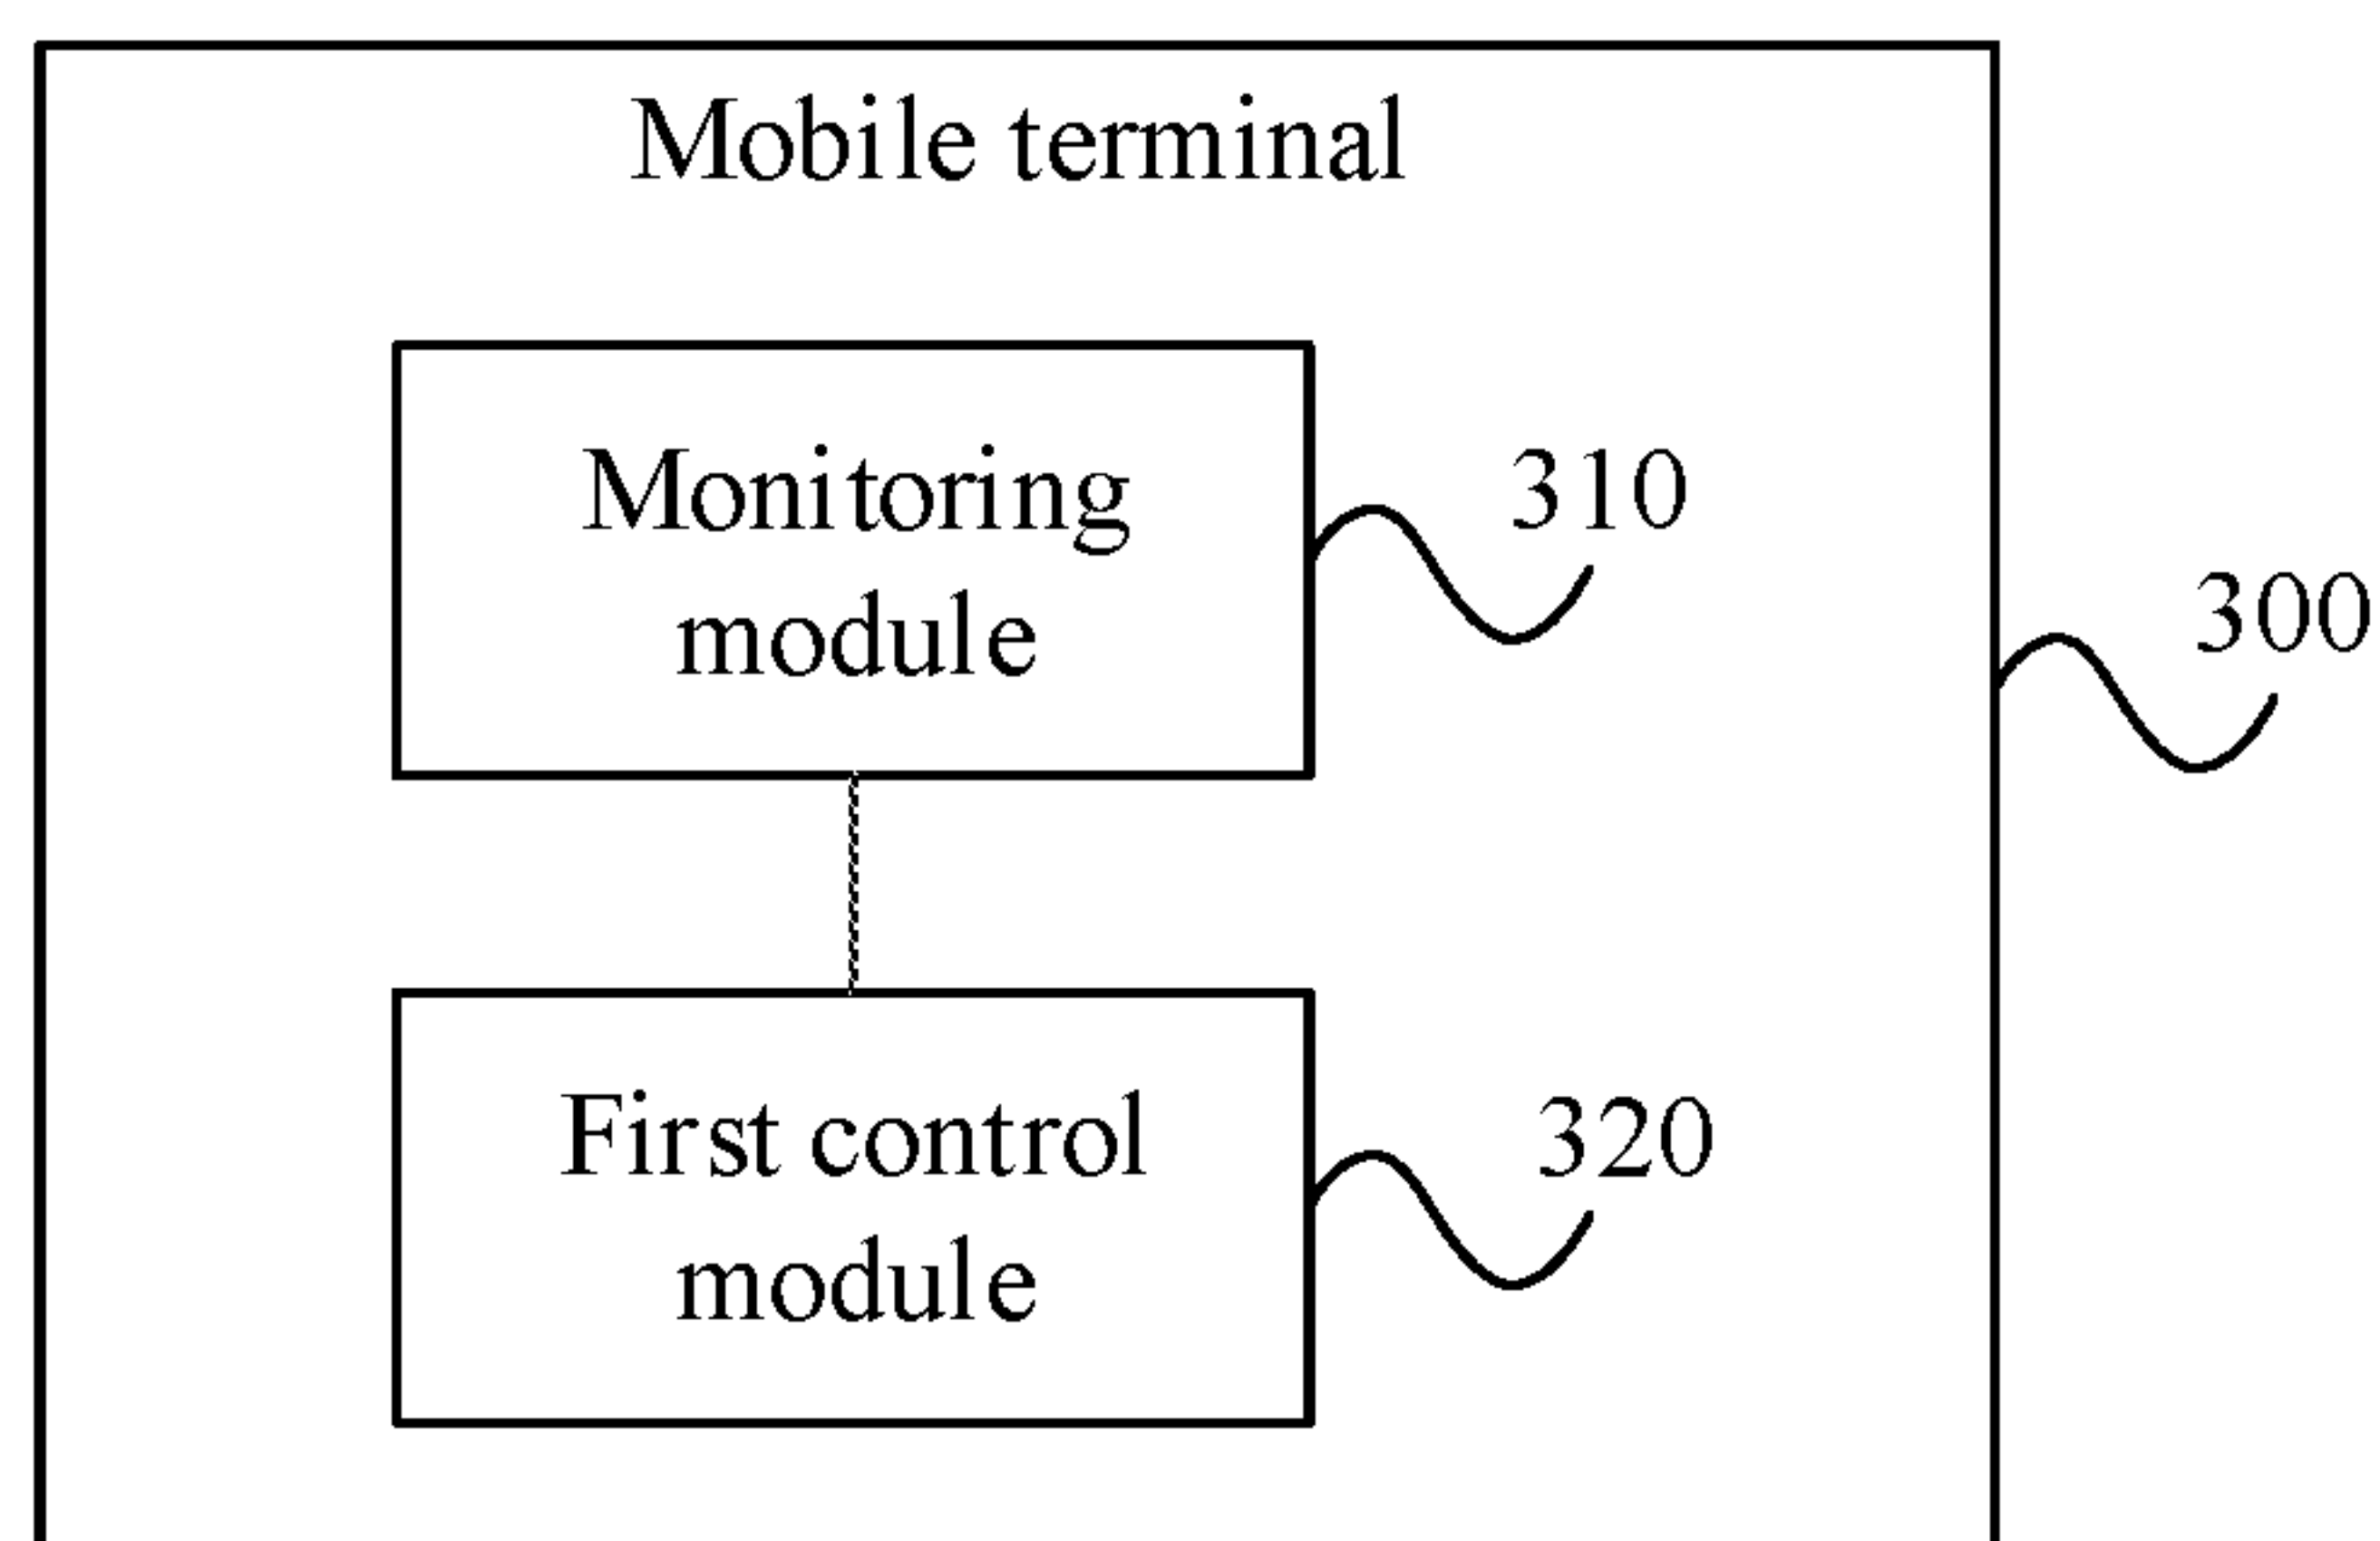 Mobile terminal
Monitoring
module
310
300
First control
module
320